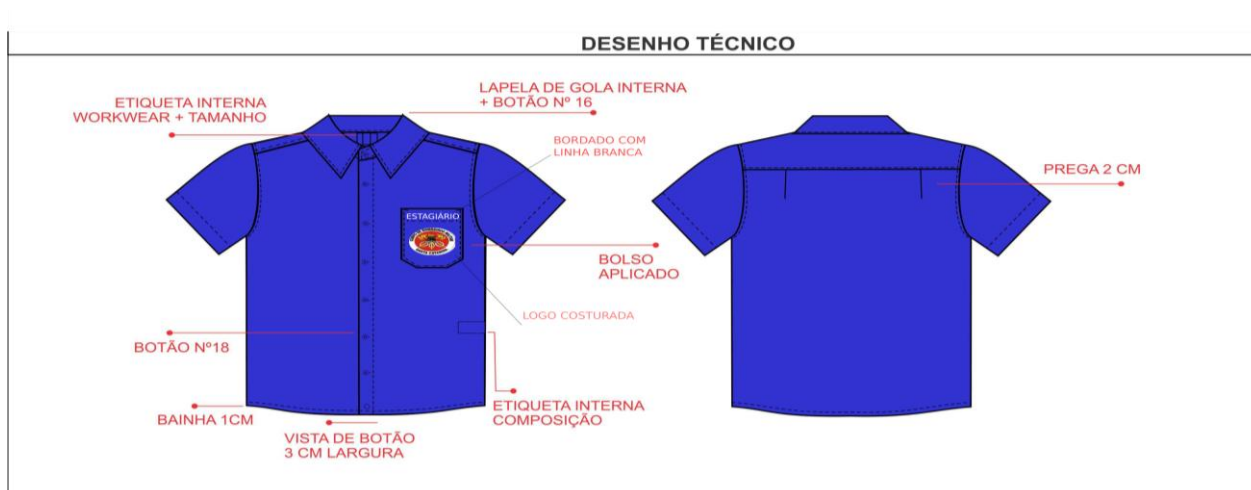 DESENHO TÉCNICO
ETIQUETA INTERNA
WORKWEAR + TAMANHO
LAPELA DE GOLA INTERNA
+ BOTÃO Nº 16
BORDADO COM
LINHA BRANCA
PREGA 2 CM
ESTAGIÁRIO
BOLSO
APLICADO
LOGO COSTURADA
BOTÃO Nº18
BAINHA 1CM
ETIQUETA INTERNA
COMPOSIÇÃO
VISTA DE BOTÃO
3 CM LARGURA